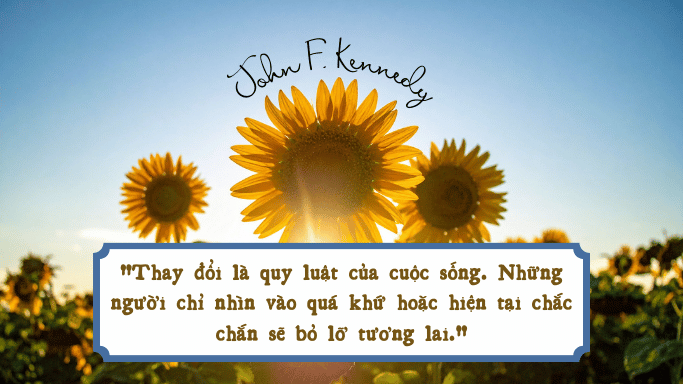 John F. Kennedy
"Thay đổi là quy luật của cuộc sống. Những
người chỉ nhìn vào quá khứ hoặc hiện tại chắc
chắn sẽ bỏ lỡ tương lai."